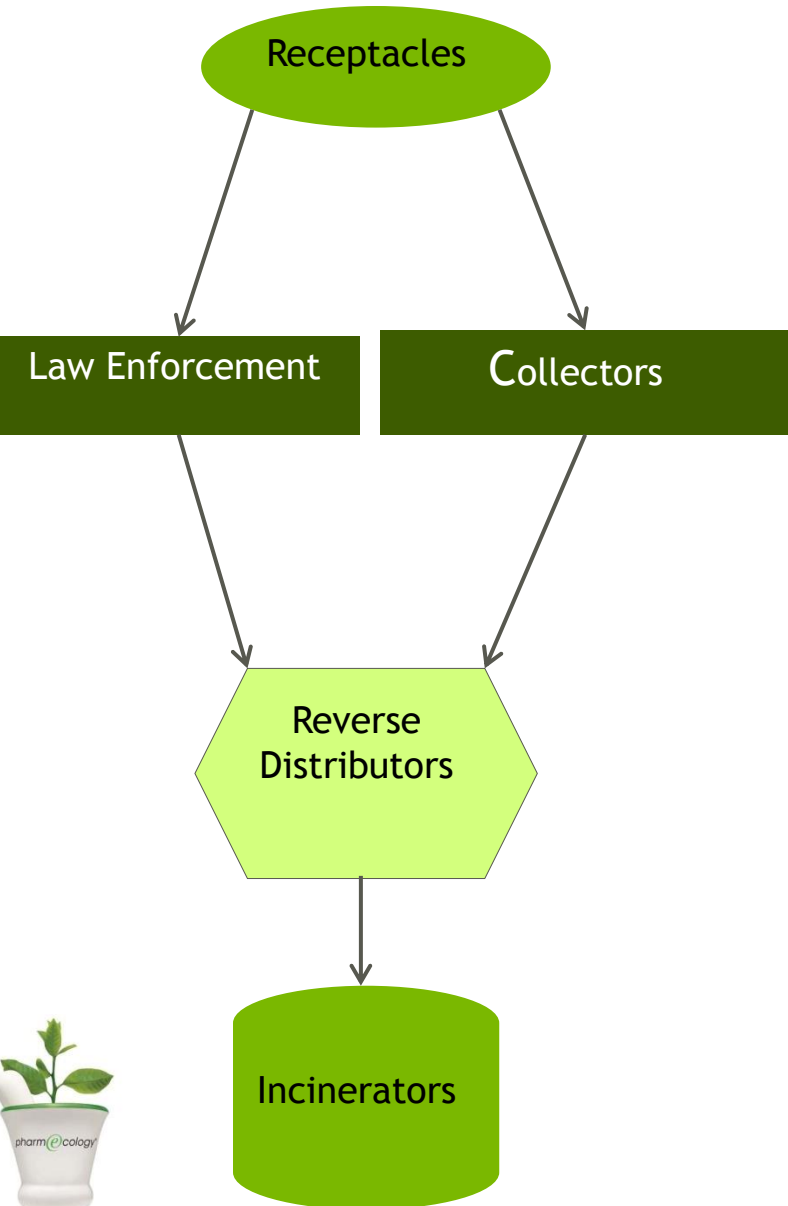 Receptacles
Law Enforcement
Collectors
Reverse
Distributors
Incinerators
pharmecology